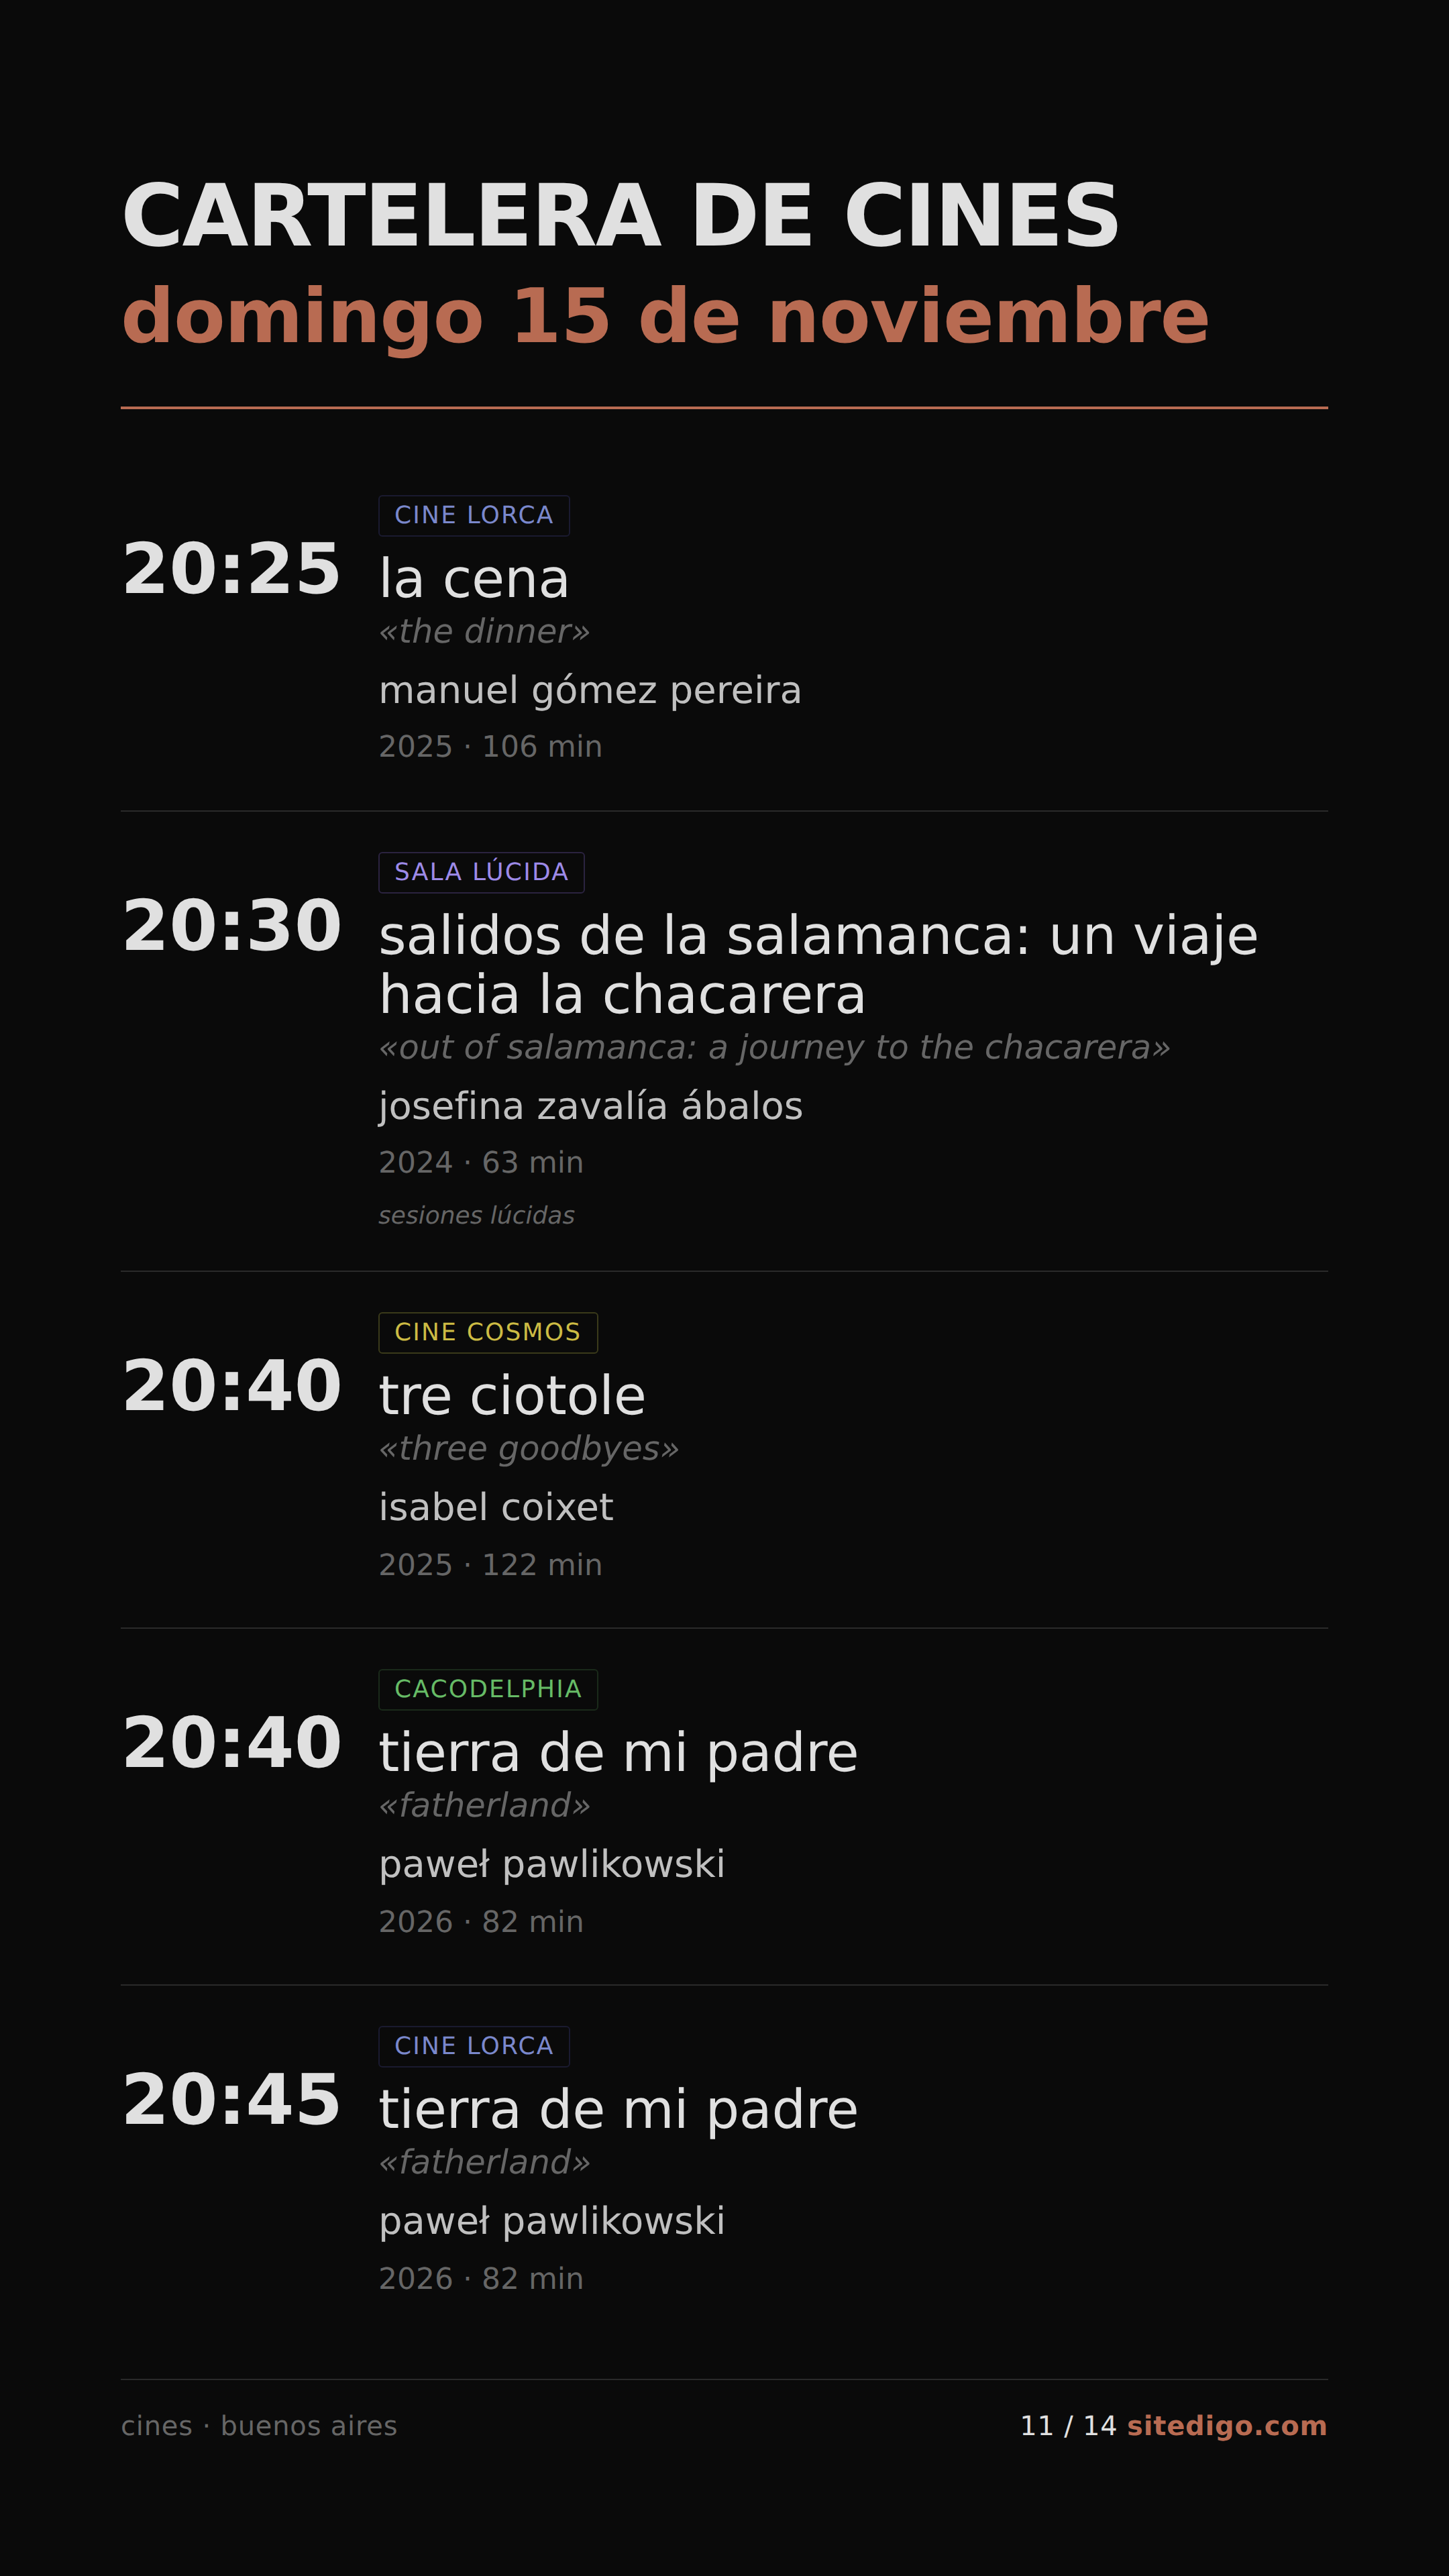 CARTELERA DE CINES
domingo 15 de noviembre
CINE LORCA
20:25
la cena
«the dinner»
manuel gómez pereira
2025 · 106 min
SALA LÚCIDA
20:30
salidos de la salamanca: un viaje
hacia la chacarera
«out of salamanca: a journey to the chacarera»
josefina zavalía ábalos
2024 · 63 min
sesiones lúcidas
CINE COSMOS
20:40
tre ciotole
«three goodbyes»
isabel coixet
2025 · 122 min
CACODELPHIA
20:40
tierra de mi padre
«fatherland»
paweł pawlikowski
2026 · 82 min
CINE LORCA
20:45
tierra de mi padre
«fatherland»
paweł pawlikowski
2026 · 82 min
cines · buenos aires
11 / 14 sitedigo.com